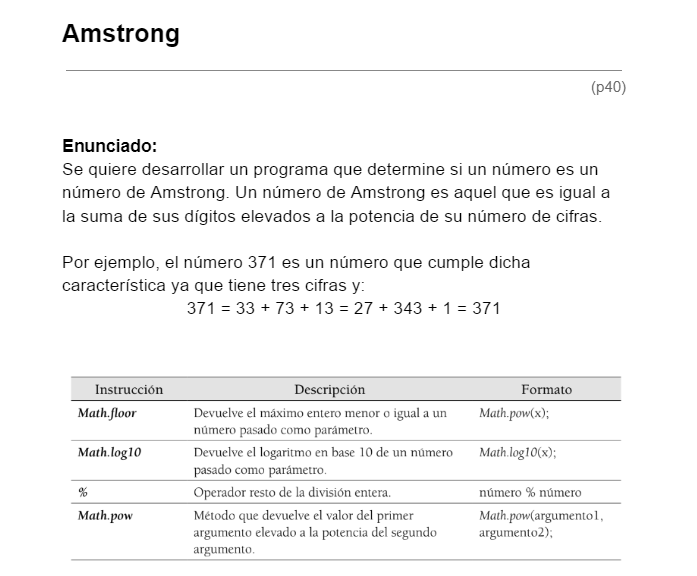 Amstrong
(p40)
Enunciado:
Se quiere desarrollar un programa que determine si un número es un
número de Amstrong. Un número de Amstrong es aquel que es igual a
la suma de sus dígitos elevados a la potencia de su número de cifras.
Por ejemplo, el número 371 es un número que cumple dicha
característica ya que tiene tres cifras y:
371 = 33 + 73 + 13 = 27 + 343 + 1 = 371
Instrucción Descripción Formato
Math.floor Devuelve el máximo entero menor o igual a un Math.pow(x);
número pasado como parámetro.
Math.log10 Devuelve el logaritmo en base 10 de un número Math.log10(x);
pasado como parámetro.
% Operador resto de la división entera. número % número
Math.pow Método que devuelve el valor del primer Math.pow(argumento1,
argumento elevado a la potencia del segundo argumento2);
argumento.